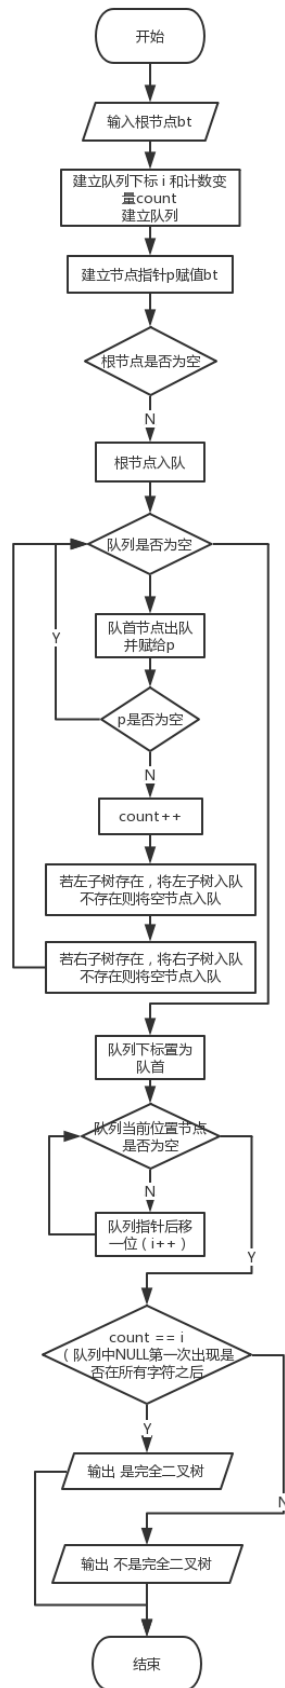 开始
输入根节点bt
建立队列下标 i 和计数变
量count
建立队列
建立节点指针p赋值bt
根节点是否为空
N
根节点入队
队列是否为空
队首节点出队
并赋给p
Y
p是否为空
N
count++
若左子树存在，将左子树入队
不存在则将空节点入队
若右子树存在，将右子树入队
不存在则将空节点入队
队列下标置为
队首
队列当前位置节点
是否为空
N
队列指针后移
一位（i++）
Y
count == i
（队列中NULL第一次出现是
否在所有字符之后
Y
输出 是完全二叉树
N
输出 不是完全二叉树
结束